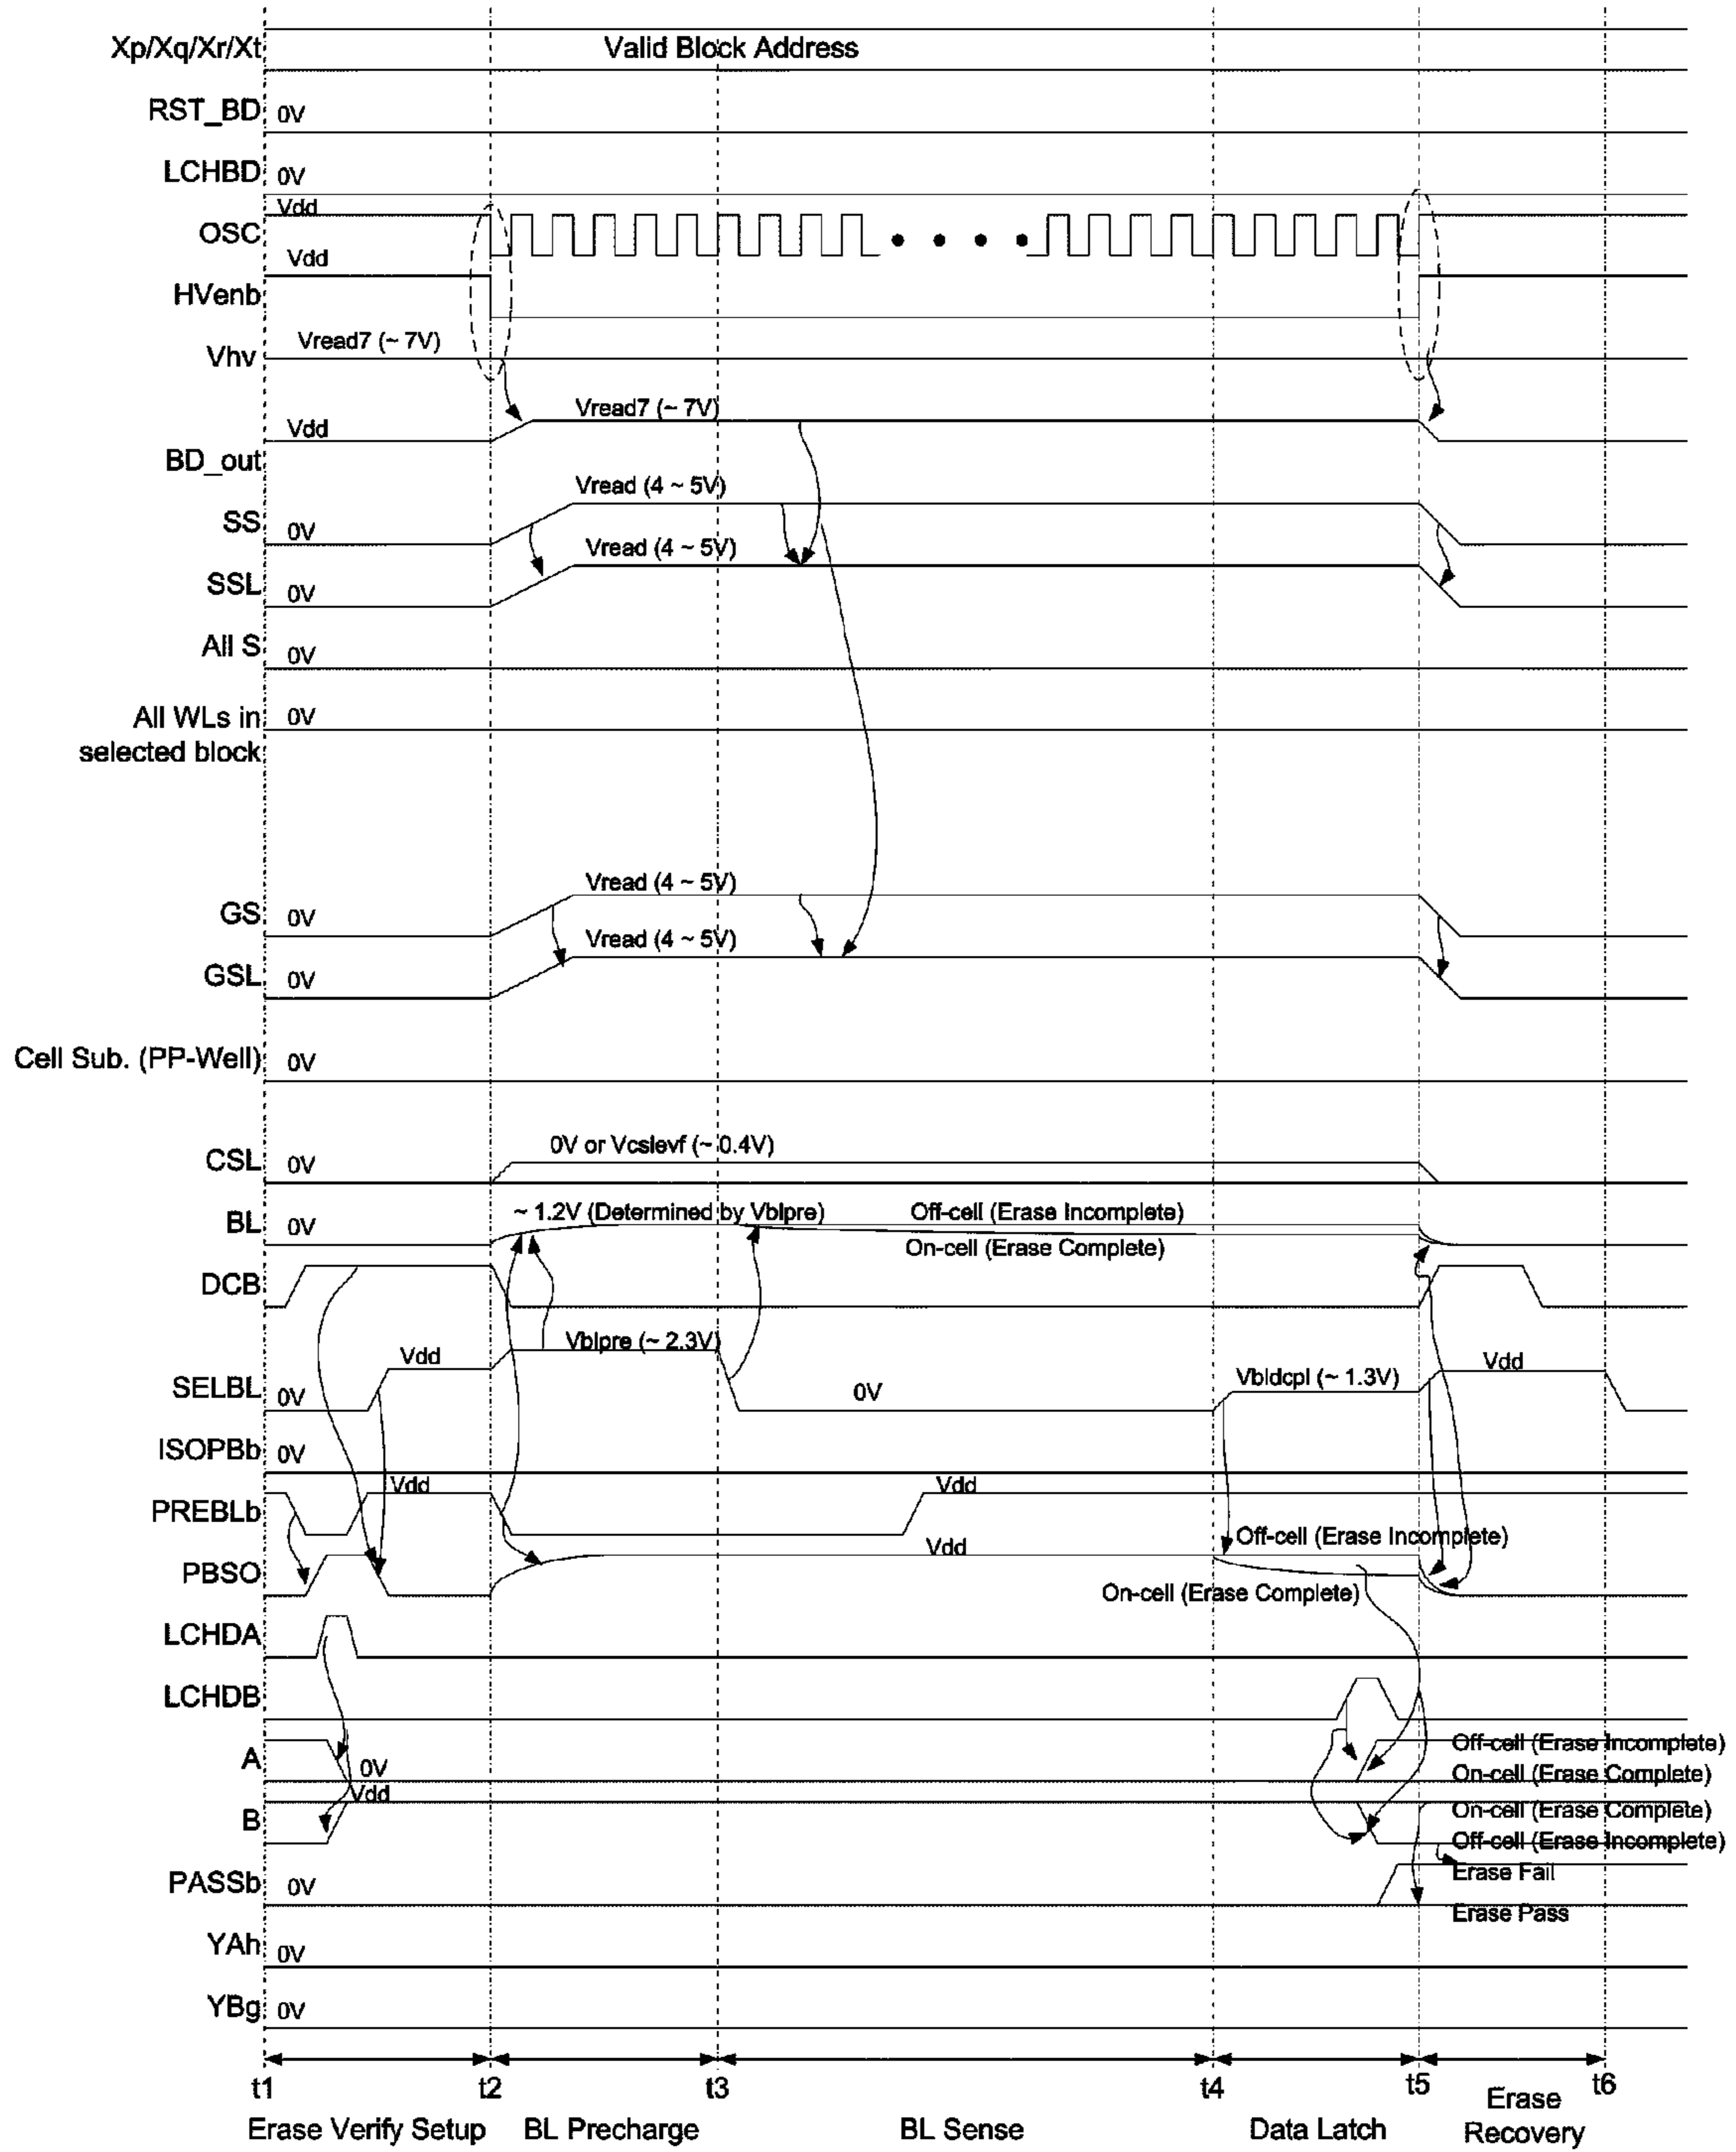 Xp/Xq/Xr/Xt Valid Block Address
RST_BD 0V
LCHBD 0V
Vdd
OSC
Vdd
HVenb
Vhv Vread7 (~ 7V)
Vread7 (~ 7V)
Vdd
BD_out
Vread (4 ~ 5V)
SS 0V
Vread (4 ~ 5V)
SSL 0V
All S 0V
All WLs in 0V
selected block
Vread (4 ~ 5V)
GS 0V
Vread (4 ~ 5V)
GSL 0V
Cell Sub. (PP-Well) 0V
0V or Vcslevf (~ 0.4V)
CSL 0V
~ 1.2V (Determined by Vblpre) Off-cell (Erase Incomplete)
BL 0V
On-cell (Erase Complete)
DCB
Vblpre (~ 2.3V)
Vdd Vdd
SELBL 0V 0V Vbldcpl (~ 1.3V)
ISOPBb 0V
Vdd Vdd
PREBLb
Off-cell (Erase Incomplete)
Vdd
PBSO
On-cell (Erase Complete)
LCHDA
LCHDB
Off-cell (Erase Incomplete)
A 0V
On-cell (Erase Complete)
Vdd
On-cell (Erase Complete)
B
Off-cell (Erase Incomplete)
Erase Fail
PASSb 0V
Erase Pass
YAh 0V
YBg 0V
t1 t2 t3 t4 t5 t6
Erase Verify Setup BL Precharge BL Sense Data Latch Erase
Recovery